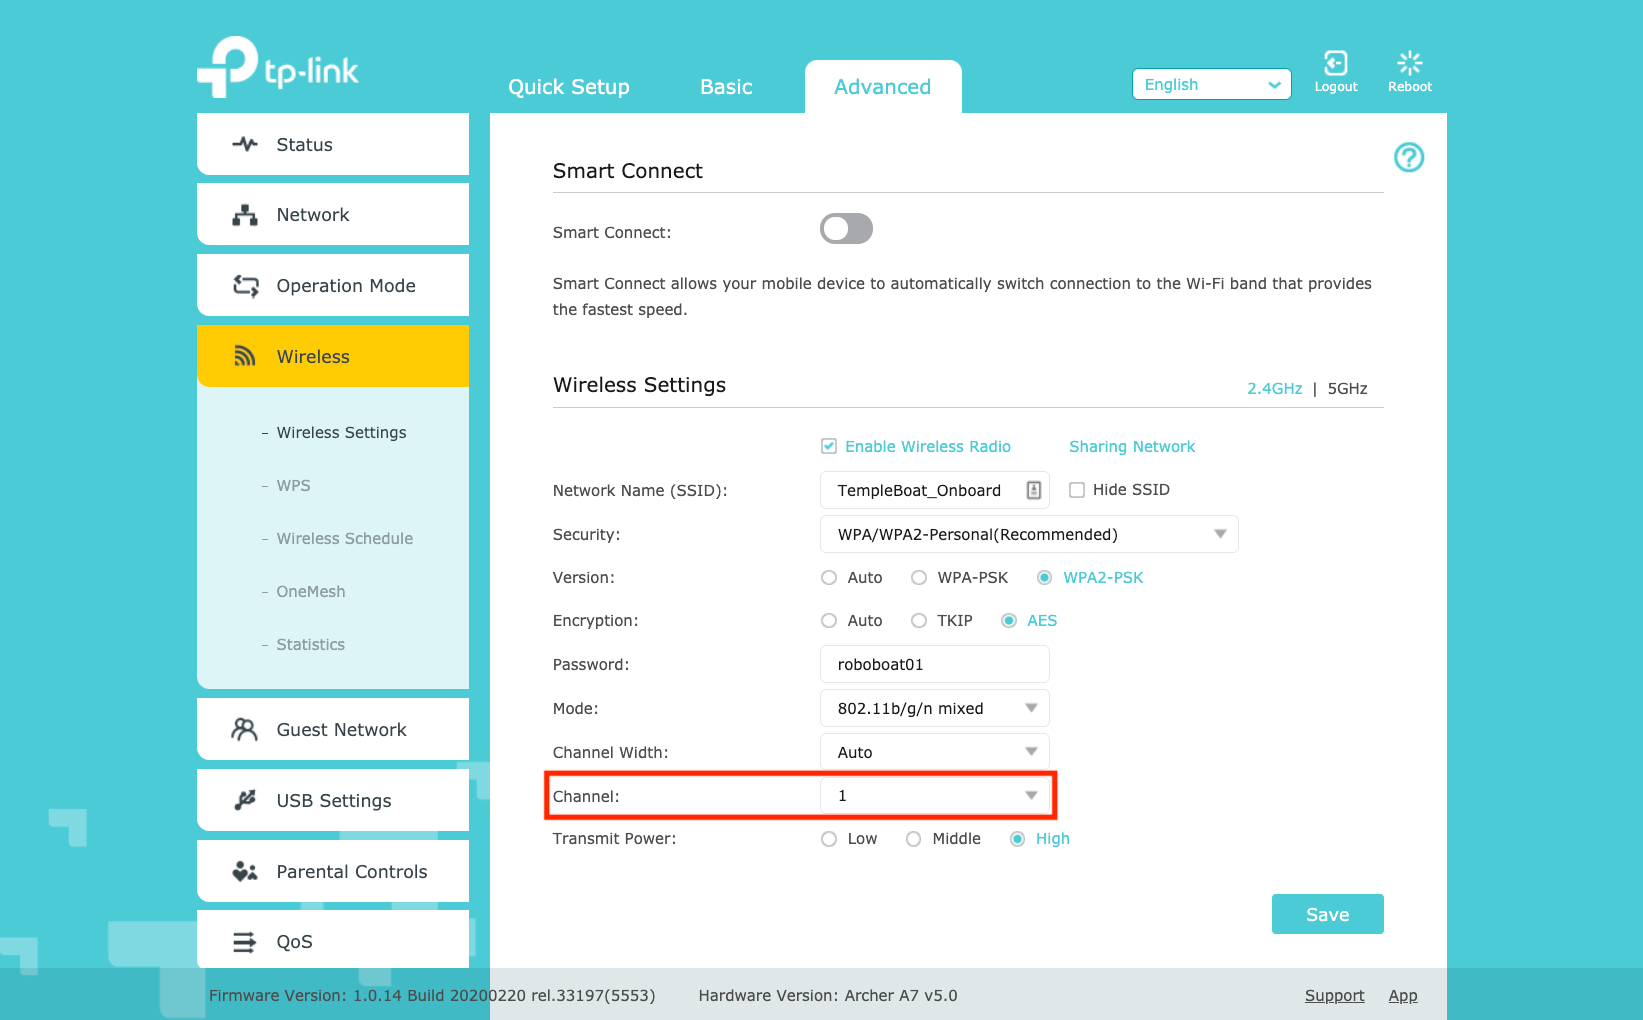 tp-link
Quick Setup Basic Advanced English Logout Reboot
Status
Network
Operation Mode
Wireless
- Wireless Settings
- WPS
- Wireless Schedule
- OneMesh
- Statistics
Guest Network
USB Settings
Parental Controls
QoS
Smart Connect
Smart Connect:
Smart Connect allows your mobile device to automatically switch connection to the Wi-Fi band that provides
the fastest speed.
Wireless Settings 2.4GHz | 5GHz
Enable Wireless Radio Sharing Network
Network Name (SSID): TempleBoat_Onboard Hide SSID
Security: WPA/WPA2-Personal(Recommended)
Version: Auto WPA-PSK WPA2-PSK
Encryption: Auto TKIP AES
Password: roboboat01
Mode: 802.11b/g/n mixed
Channel Width: Auto
Channel: 1
Transmit Power: Low Middle High
Save
Firmware Version: 1.0.14 Build 20200220 rel.33197(5553) Hardware Version: Archer A7 v5.0 Support App